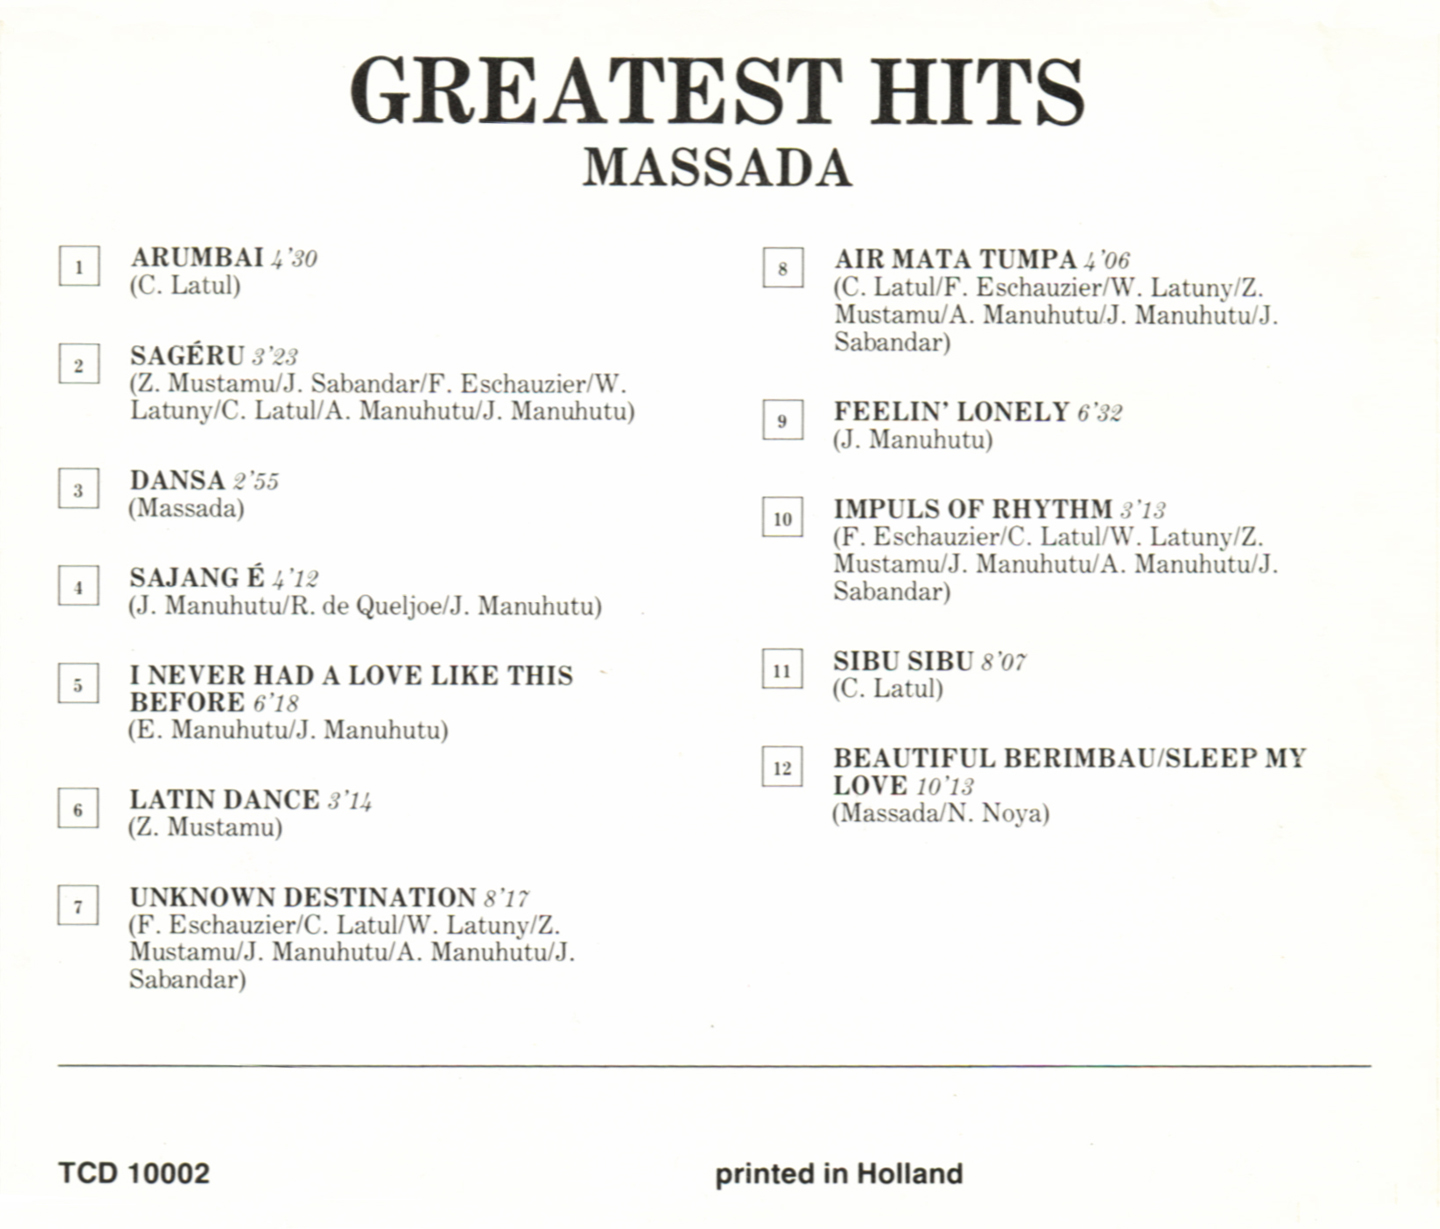 GREATEST HITS
MASSADA
1 ARUMBAI 4'30
(C. Latul)
2 SAGÉRU 3'23
(Z. Mustamu/J. Sabandar/F. Eschauzier/W.
Latuny/C. Latul/A. Manuhutu/J. Manuhutu)
3 DANSA 2'55
(Massada)
4 SAJANG É 4'12
(J. Manuhutu/R. de Queljoe/J. Manuhutu)
5 I NEVER HAD A LOVE LIKE THIS
BEFORE 6'18
(E. Manuhutu/J. Manuhutu)
6 LATIN DANCE 3'14
(Z. Mustamu)
7 UNKNOWN DESTINATION 8'17
(F. Eschauzier/C. Latul/W. Latuny/Z.
Mustamu/J. Manuhutu/A. Manuhutu/J.
Sabandar)
8 AIR MATA TUMPA 4'06
(C. Latul/F. Eschauzier/W. Latuny/Z.
Mustamu/A. Manuhutu/J. Manuhutu/J.
Sabandar)
9 FEELIN' LONELY 6'32
(J. Manuhutu)
10 IMPULS OF RHYTHM 3'13
(F. Eschauzier/C. Latul/W. Latuny/Z.
Mustamu/J. Manuhutu/A. Manuhutu/J.
Sabandar)
11 SIBU SIBU 8'07
(C. Latul)
12 BEAUTIFUL BERIMBAU/SLEEP MY
LOVE 10'13
(Massada/N. Noya)
TCD 10002
printed in Holland